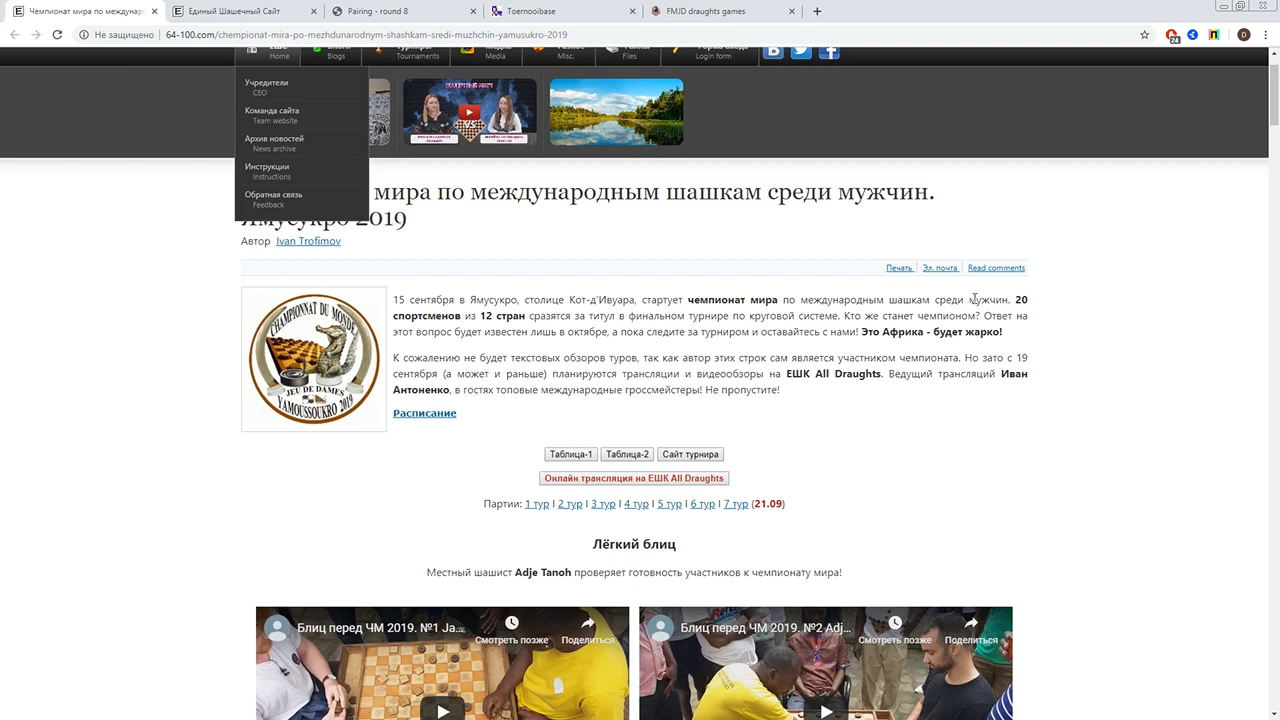 Чемпионат мира по междунар
Единый Шашечный Сайт
Pairing - round 8
Toernooibase
FMJD draughts games
Не защищено
64-100.com/chempionat-mira-po-mezhdunarodnym-shashkam-sredi-muzhchin-yamusukro-2019
24
D
Home
Blogs
Tournaments
Media
Misc.
Files
Login form
Учредители
CEO
Команда сайта
Team website
Архив новостей
News archive
Инструкции
Instructions
Обратная связь
Feedback
VS
мира по международным шашкам среди мужчин.
Ямусукро 2019
Автор Ivan Trofimov
Печать
Эл. почта
Read comments
CHAMPIONNAT DU MONDE
JEU DE DAMES
YAMOUSSOUKRO 2019
15 сентября в Ямусукро, столице Кот-д'Ивуара, стартует чемпионат мира по международным шашкам среди мужчин. 20
спортсменов из 12 стран сразятся за титул в финальном турнире по круговой системе. Кто же станет чемпионом? Ответ на
этот вопрос будет известен лишь в октябре, а пока следите за турниром и оставайтесь с нами! Это Африка - будет жарко!
К сожалению не будет текстовых обзоров туров, так как автор этих строк сам является участником чемпионата. Но зато с 19
сентября (а может и раньше) планируются трансляции и видеообзоры на ЕШК All Draughts. Ведущий трансляций Иван
Антоненко, в гостях топовые международные гроссмейстеры! Не пропустите!
Расписание
Таблица-1
Таблица-2
Сайт турнира
Онлайн трансляция на ЕШК All Draughts
Партии: 1 тур I 2 тур I 3 тур I 4 тур I 5 тур I 6 тур I 7 тур (21.09)
Лёгкий блиц
Местный шашист Adje Tanoh проверяет готовность участников к чемпионату мира!
Блиц перед ЧМ 2019. №1 Ja...
Смотреть позже
Поделиться
Блиц перед ЧМ 2019. №2 Adj...
Смотреть позже
Поделиться